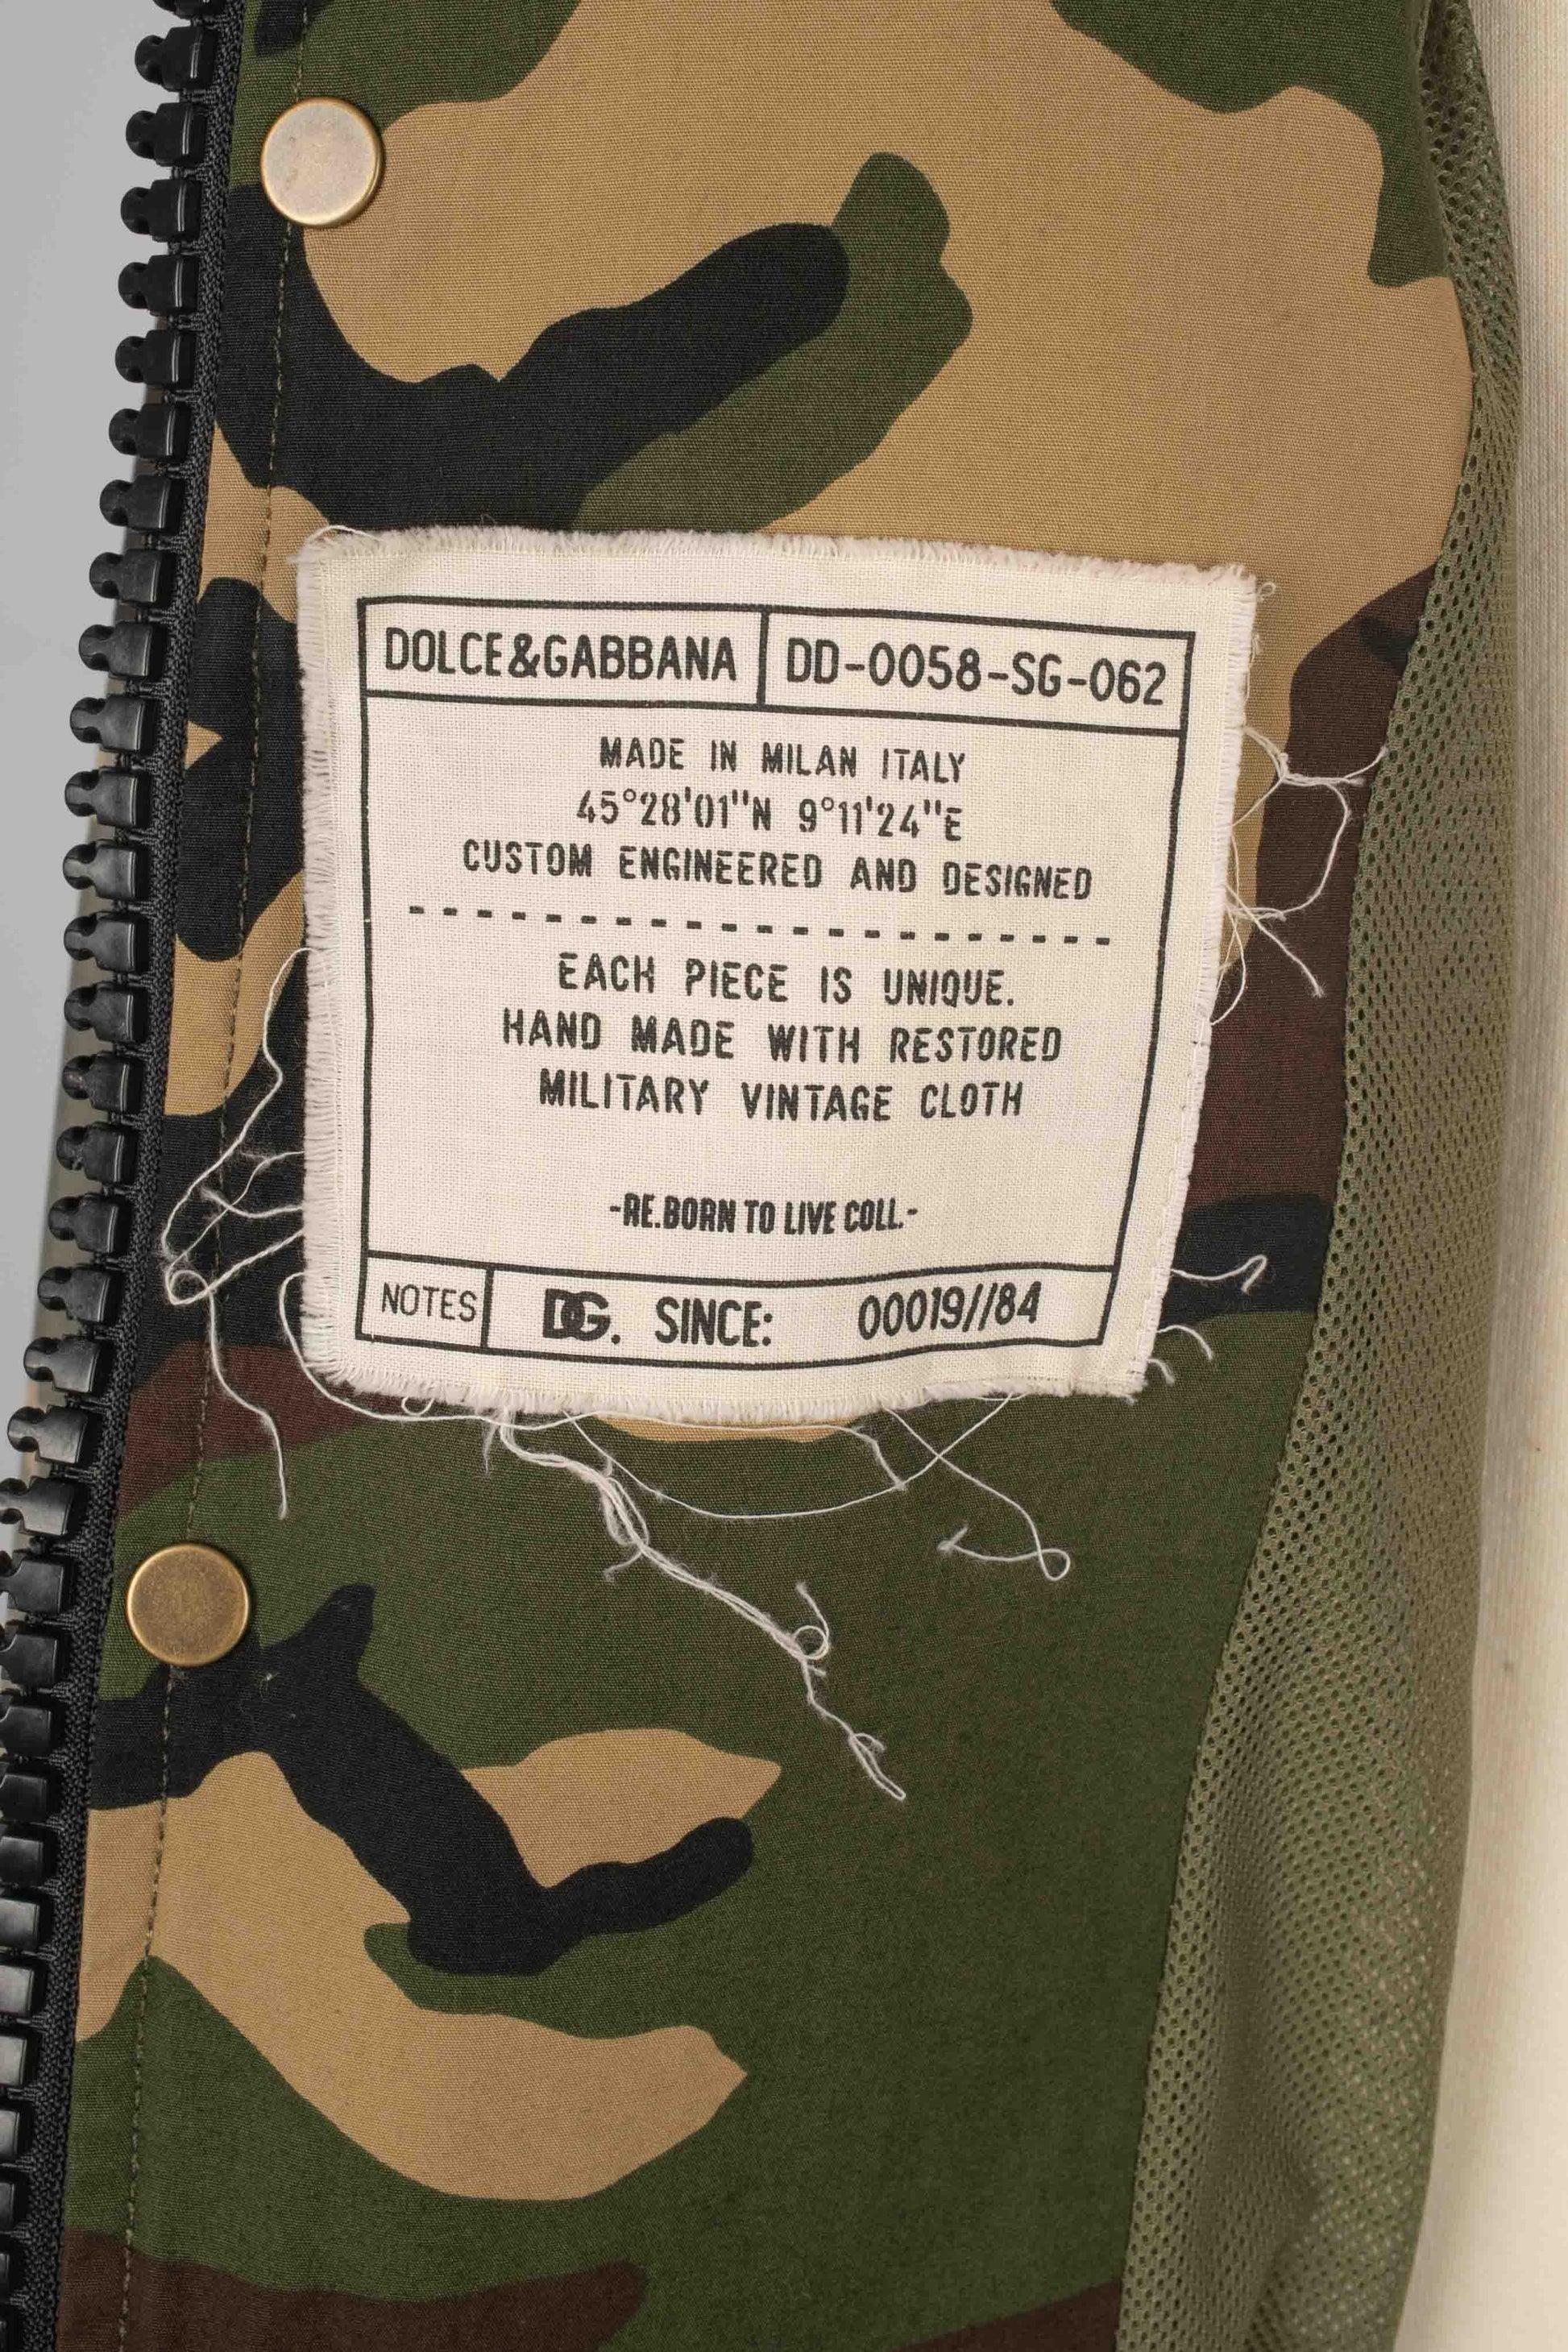 DOLCE&GABBANA DD-0058-SG-062
MADE IN MILAN ITALY
45°28'01"N 9°11'24"E
CUSTOM ENGINEERED AND DESIGNED
--------------------
EACH PIECE IS UNIQUE.
HAND MADE WITH RESTORED
MILITARY VINTAGE CLOTH
-RE.BORN TO LIVE COLL.-
NOTES DG. SINCE: 00019//84